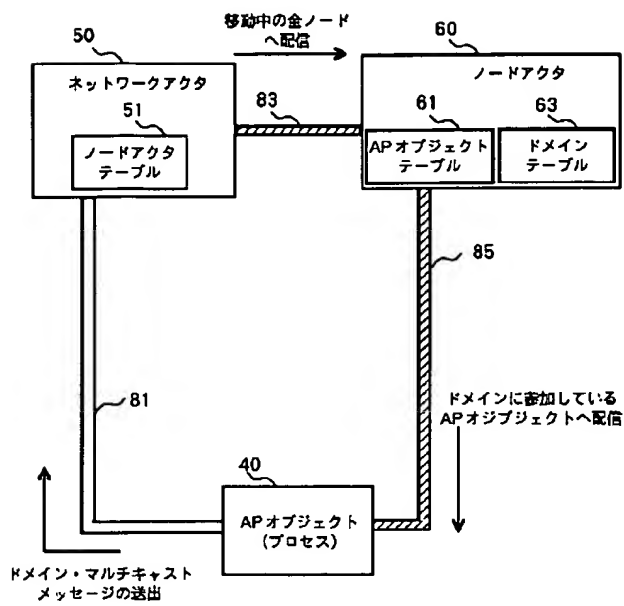 移動中の金ノード
へ配信
50
60
ネットワークアクタ
ノードアクタ
51
83
61
63
ノードアクタ
テーブル
APオブジェクト
テーブル
ドメイン
テーブル
85
81
ドメインに参加している
APオジブジェクトへ配信
40
APオブジェクト
(プロセス)
ドメイン・マルチキャスト
メッセージの送出